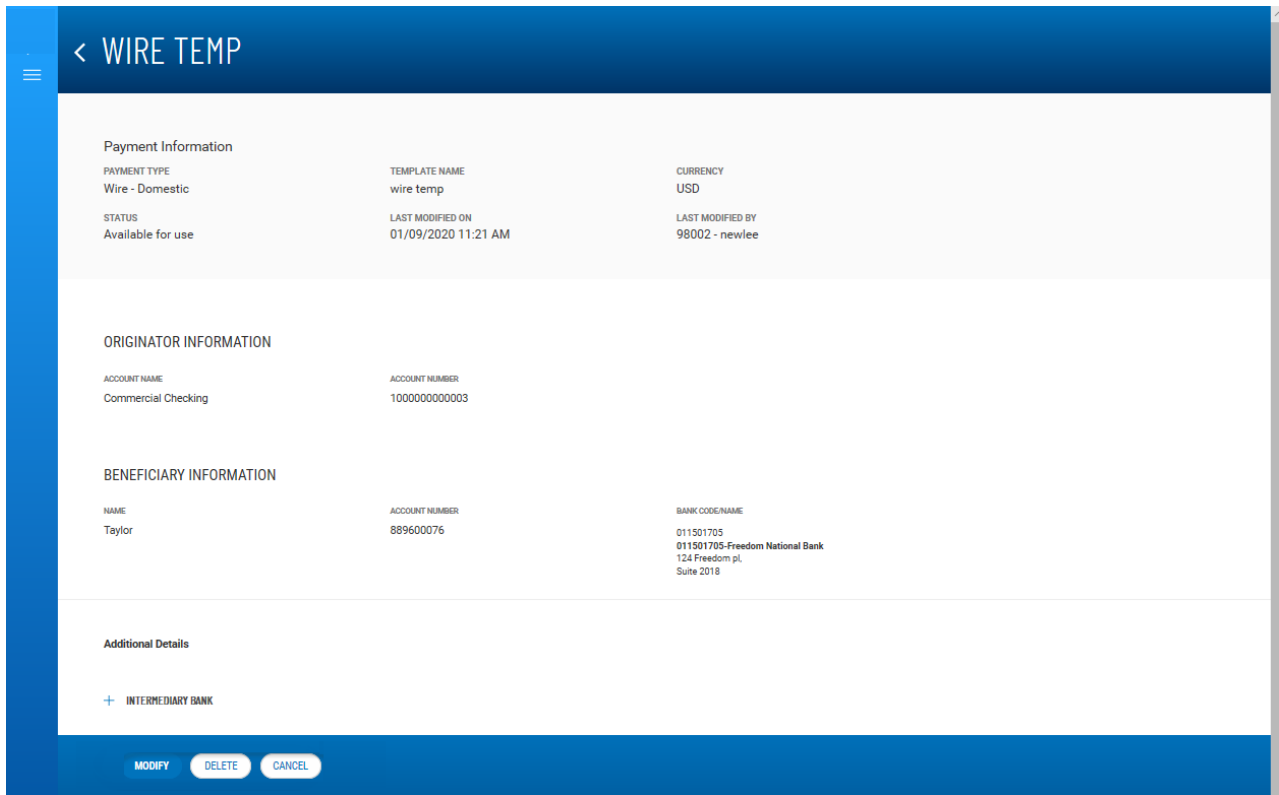 WIRE TEMP
Payment Information
PAYMENT TYPE TEMPLATE NAME CURRENCY
Wire - Domestic wire temp USD
STATUS LAST MODIFIED ON LAST MODIFIED BY
Available for use 01/09/2020 11:21 AM 98002 - newlee
ORIGINATOR INFORMATION
ACCOUNT NAME ACCOUNT NUMBER
Commercial Checking 1000000000003
BENEFICIARY INFORMATION
NAME ACCOUNT NUMBER BANK CODE/NAME
Taylor 889600076 011501705
011501705-Freedom National Bank
124 Freedom pl,
Suite 2018
Additional Details
+ INTERMEDIARY BANK
MODIFY DELETE CANCEL